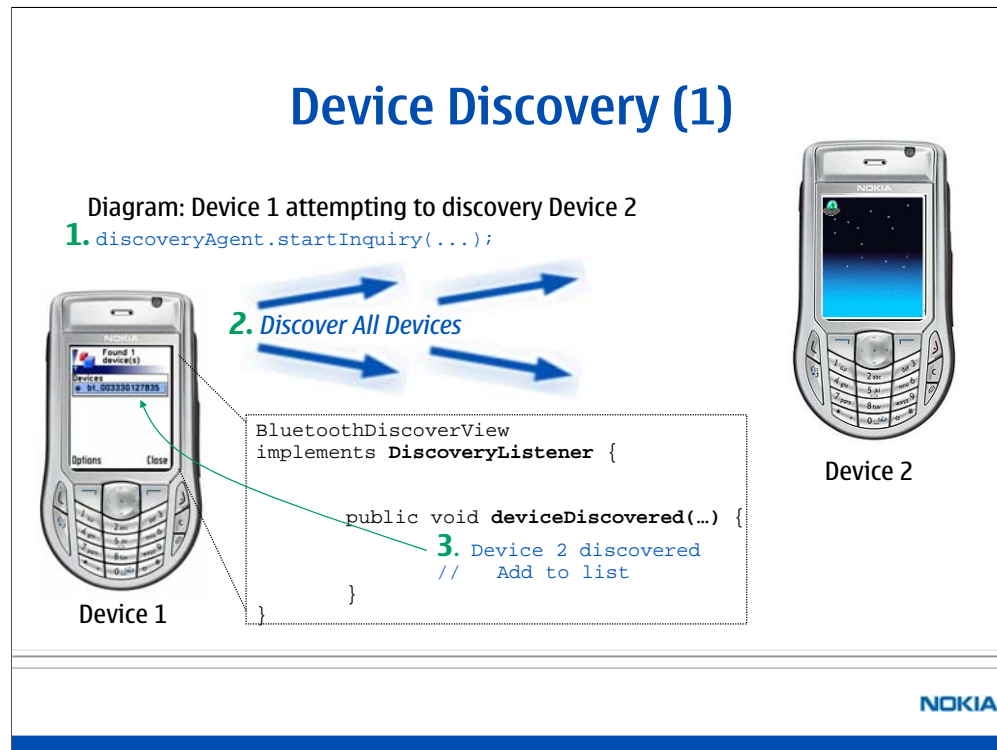 Device Discovery (1)
Diagram: Device 1 attempting to discovery Device 2
1. discoveryAgent.startInquiry(...);
2. Discover All Devices
NOKIA
Found 1
device(s)
Devices
bt_003330127835
Options Close
Device 1
BluetoothDiscoverView
implements DiscoveryListener {
public void deviceDiscovered(…) {
3. Device 2 discovered
// Add to list
}
}
NOKIA
Device 2
NOKIA